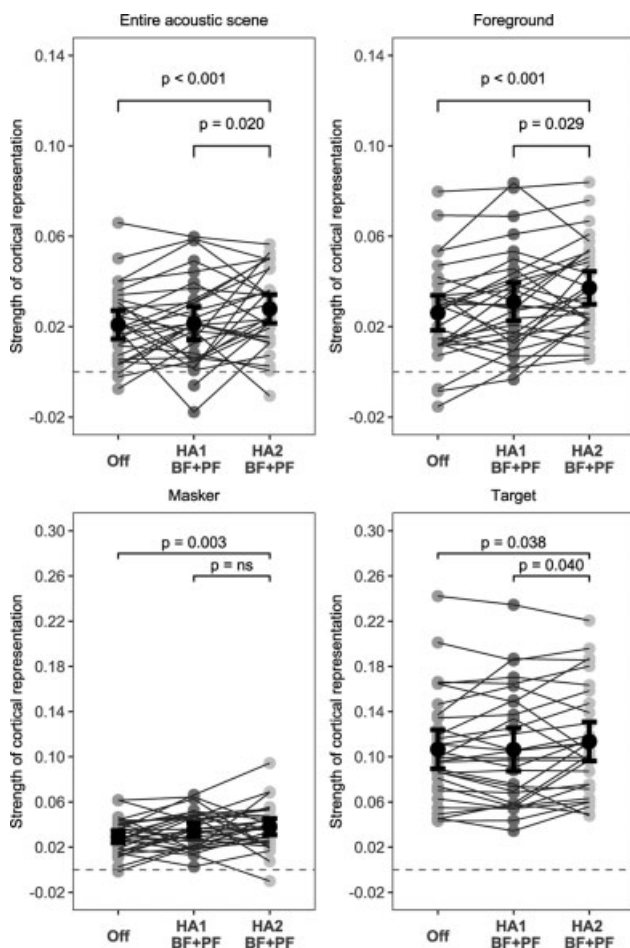 Entire acoustic scene
Strength of cortical representation
0.14
0.10
0.06
0.02
-0.02
p < 0.001
p = 0.020
Off
HA1
BF+PF
HA2
BF+PF
Foreground
Strength of cortical representation
0.14
0.10
0.06
0.02
-0.02
p < 0.001
p = 0.029
Off
HA1
BF+PF
HA2
BF+PF
Masker
Strength of cortical representation
0.30
0.26
0.22
0.18
0.14
0.10
0.06
0.02
-0.02
p = 0.003
p = ns
Off
HA1
BF+PF
HA2
BF+PF
Target
Strength of cortical representation
0.30
0.26
0.22
0.18
0.14
0.10
0.06
0.02
-0.02
p = 0.038
p = 0.040
Off
HA1
BF+PF
HA2
BF+PF